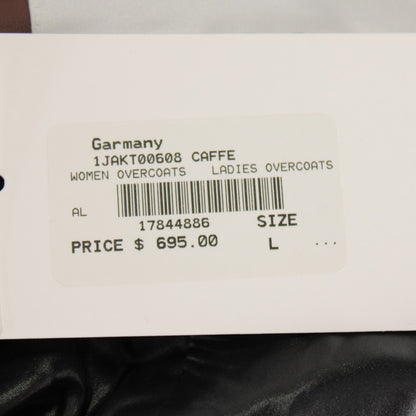 Garmany
1JAKT00608 CAFFE
WOMEN OVERCOATS LADIES OVERCOATS
AL
17844886 SIZE
PRICE $ 695.00 L ...